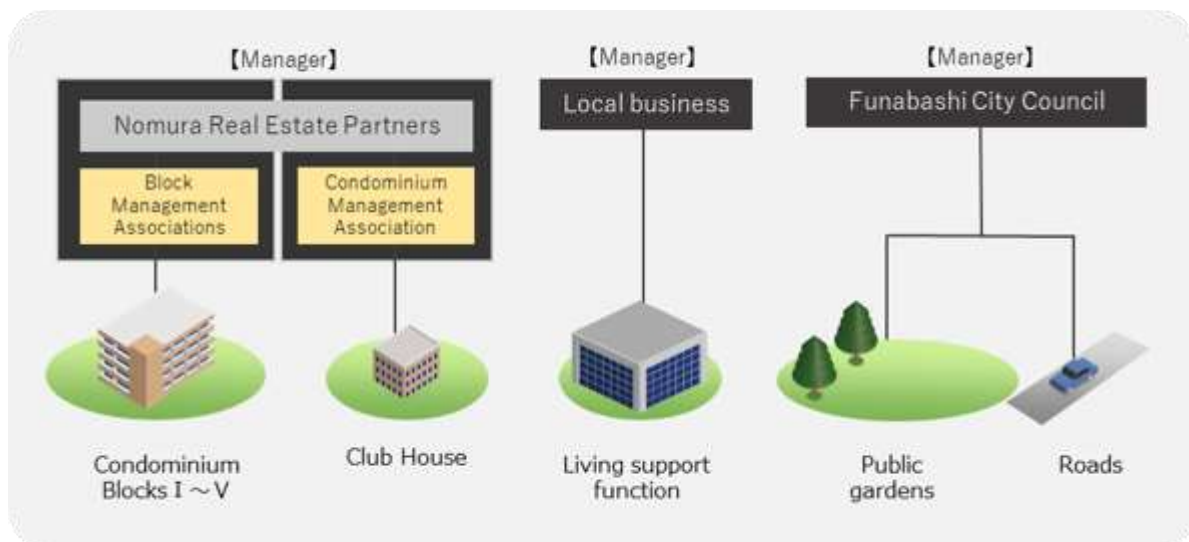 【Manager】
Nomura Real Estate Partners
Block
Management
Associations
Condominium
Management
Association
Condominium
Blocks Ⅰ～Ⅴ
Club House
【Manager】
Local business
Living support
function
【Manager】
Funabashi City Council
Public
gardens
Roads